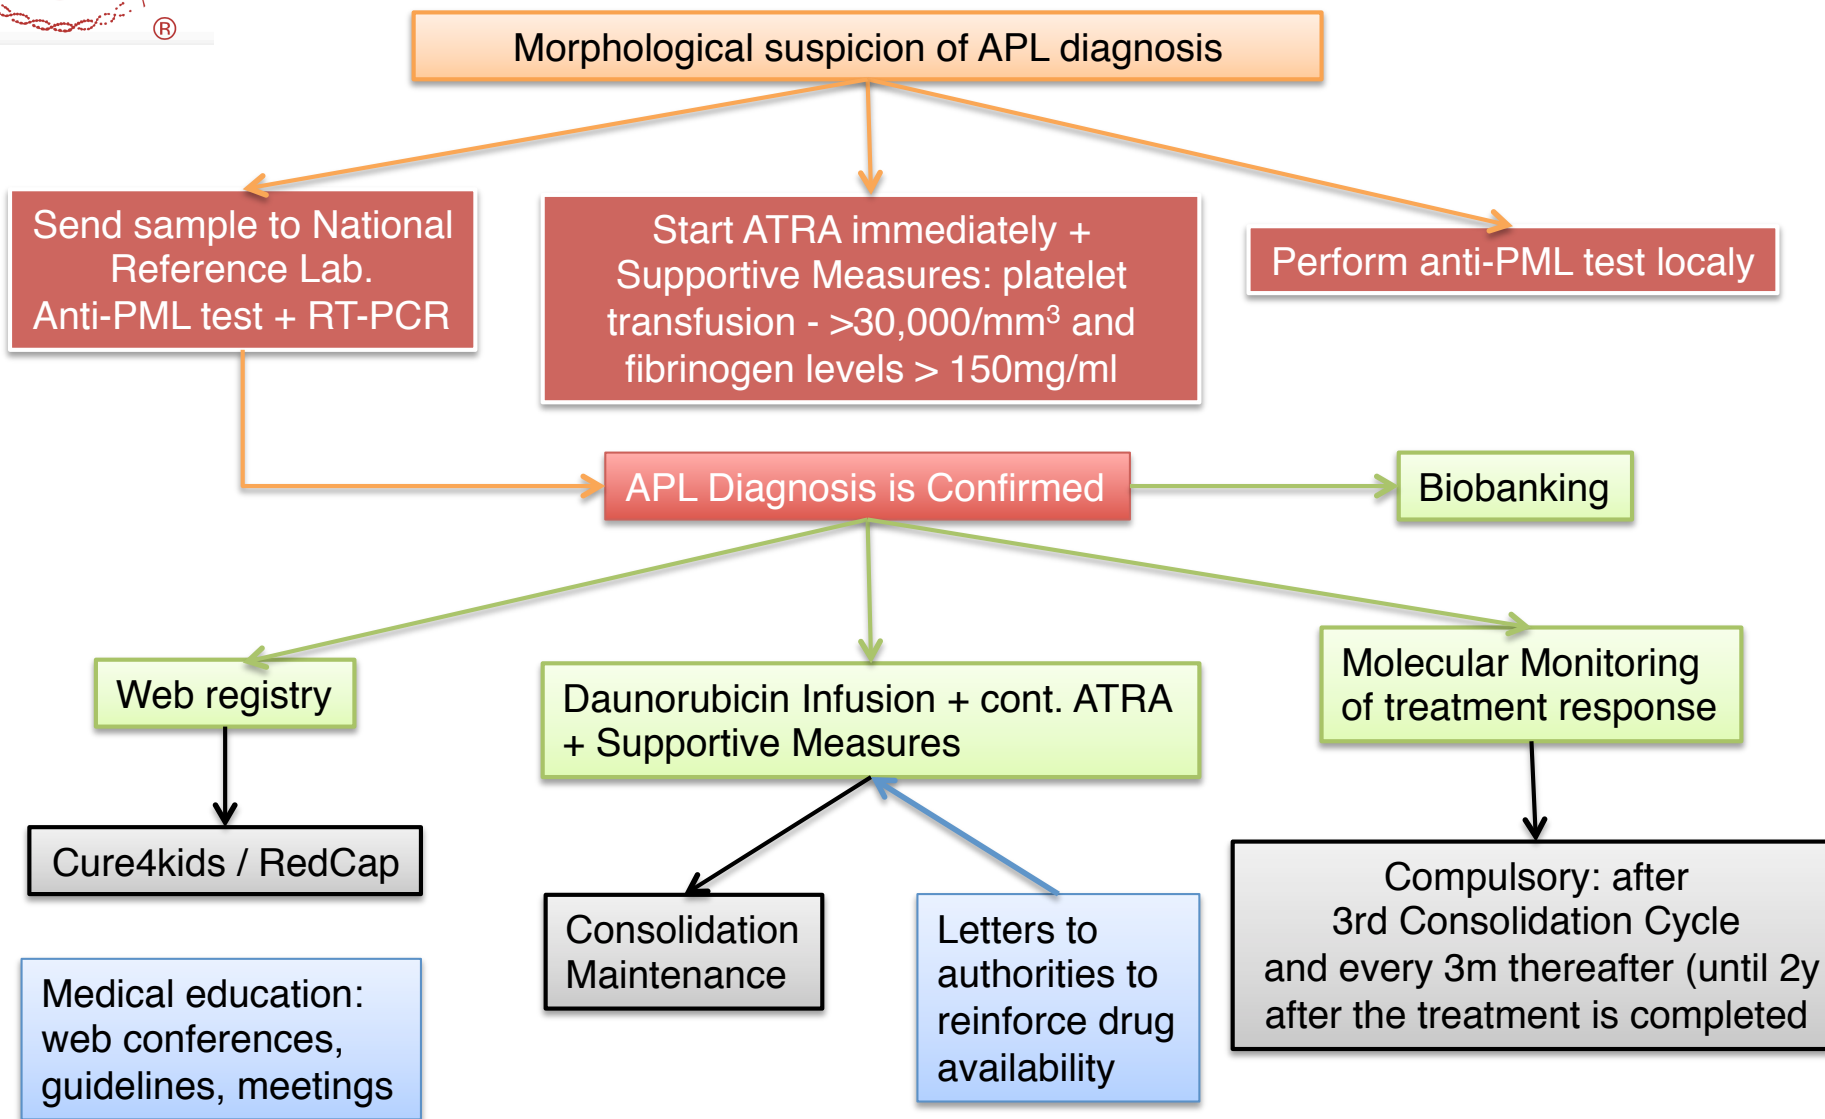 ®
Morphological suspicion of APL diagnosis
Send sample to National
Reference Lab.
Anti-PML test + RT-PCR
Start ATRA immediately +
Supportive Measures: platelet
transfusion - >30,000/mm³ and
fibrinogen levels > 150mg/ml
Perform anti-PML test localy
APL Diagnosis is Confirmed
Biobanking
Web registry
Daunorubicin Infusion + cont. ATRA
+ Supportive Measures
Molecular Monitoring
of treatment response
Cure4kids / RedCap
Consolidation
Maintenance
Letters to
authorities to
reinforce drug
availability
Compulsory: after
3rd Consolidation Cycle
and every 3m thereafter (until 2y
after the treatment is completed
Medical education:
web conferences,
guidelines, meetings